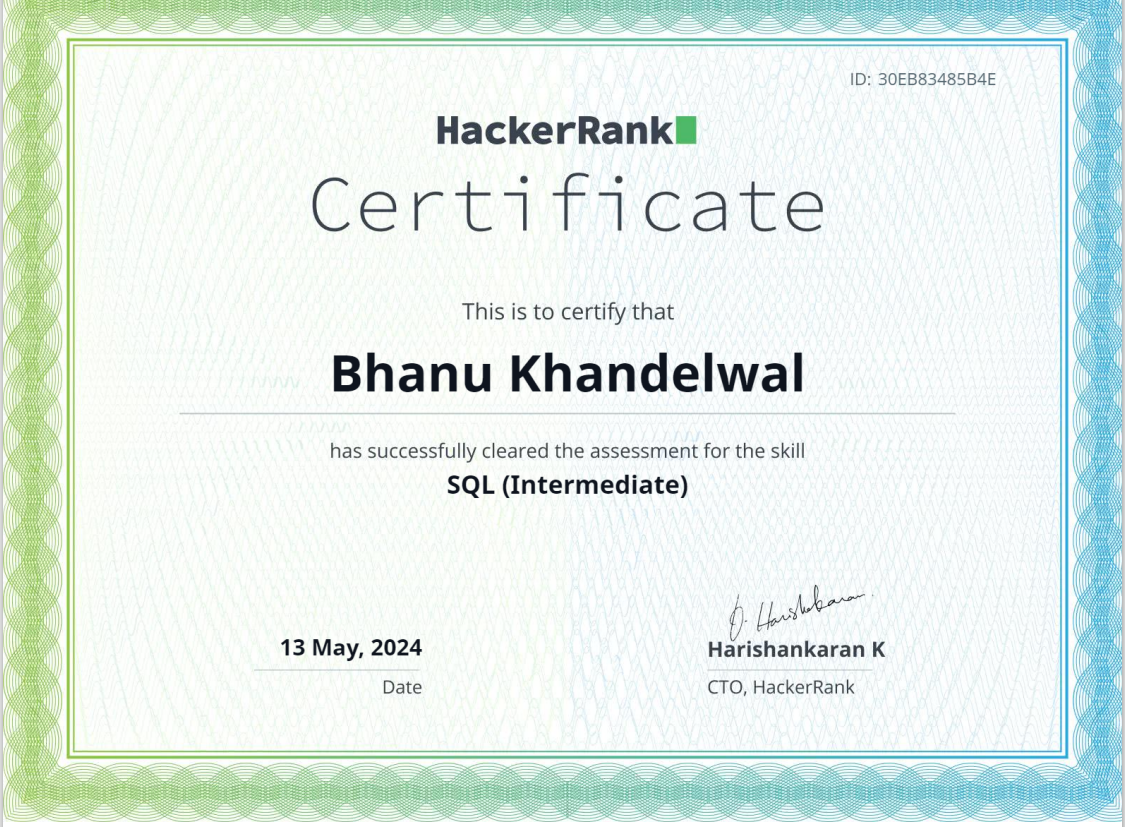 ID: 30EB83485B4E
HackerRank
Certificate
This is to certify that
Bhanu Khandelwal
has successfully cleared the assessment for the skill
SQL (Intermediate)
13 May, 2024
Date
Harishankaran K
CTO, HackerRank